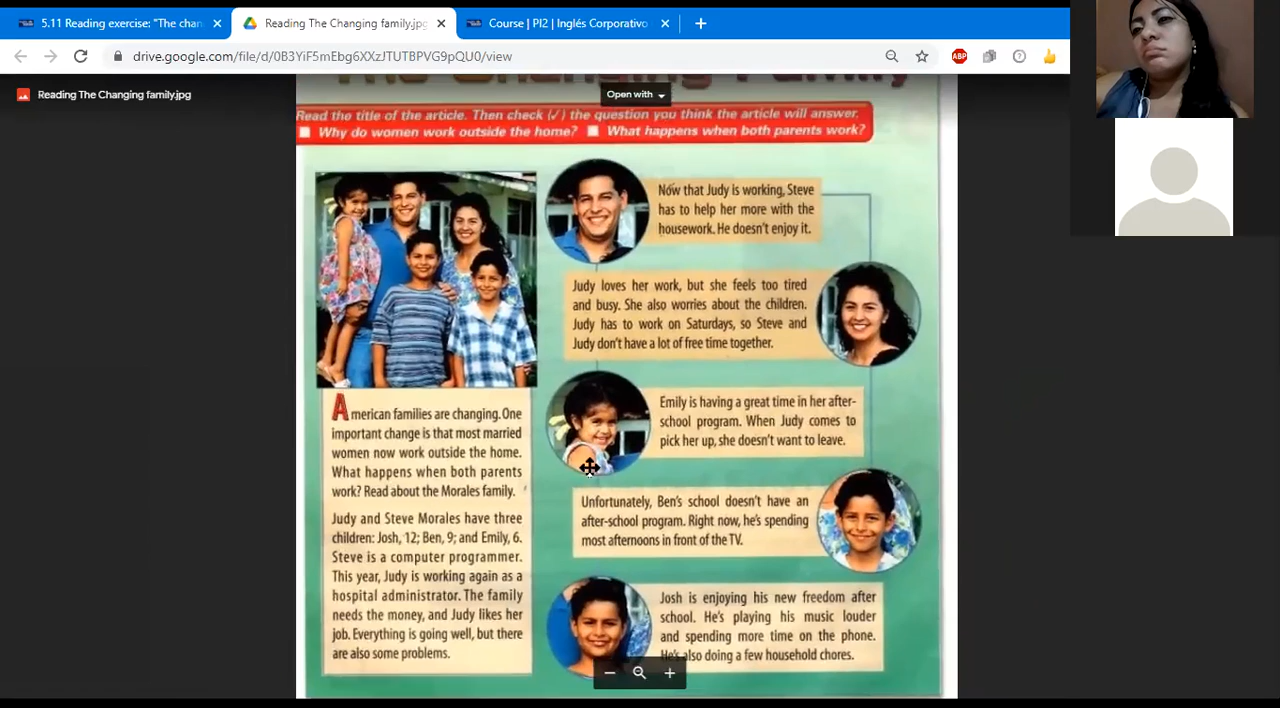 5.11 Reading exercise: "The chan
Reading The Changing family.jpg
Course | PI2 | Inglés Corporativo
drive.google.com/file/d/0B3YiF5mEbg6XXzJTUTBPVG9pQU0/view
ABP
Reading The Changing family.jpg
Open with
The Changing Family
Read the title of the article. Then check (✓) the question you think the article will answer.
Why do women work outside the home? What happens when both parents work?
Now that Judy is working, Steve
has to help her more with the
housework. He doesn't enjoy it.
Judy loves her work, but she feels too tired
and busy. She also worries about the children.
Judy has to work on Saturdays, so Steve and
Judy don't have a lot of free time together.
Emily is having a great time in her after-
school program. When Judy comes to
pick her up, she doesn't want to leave.
Unfortunately, Ben's school doesn't have an
after-school program. Right now, he's spending
most afternoons in front of the TV.
Josh is enjoying his new freedom after
school. He's playing his music louder
and spending more time on the phone.
He's also doing a few household chores.
American families are changing. One
important change is that most married
women now work outside the home.
What happens when both parents
work? Read about the Morales family.
Judy and Steve Morales have three
children: Josh, 12; Ben, 9; and Emily, 6.
Steve is a computer programmer.
This year, Judy is working again as a
hospital administrator. The family
needs the money, and Judy likes her
job. Everything is going well, but there
are also some problems.